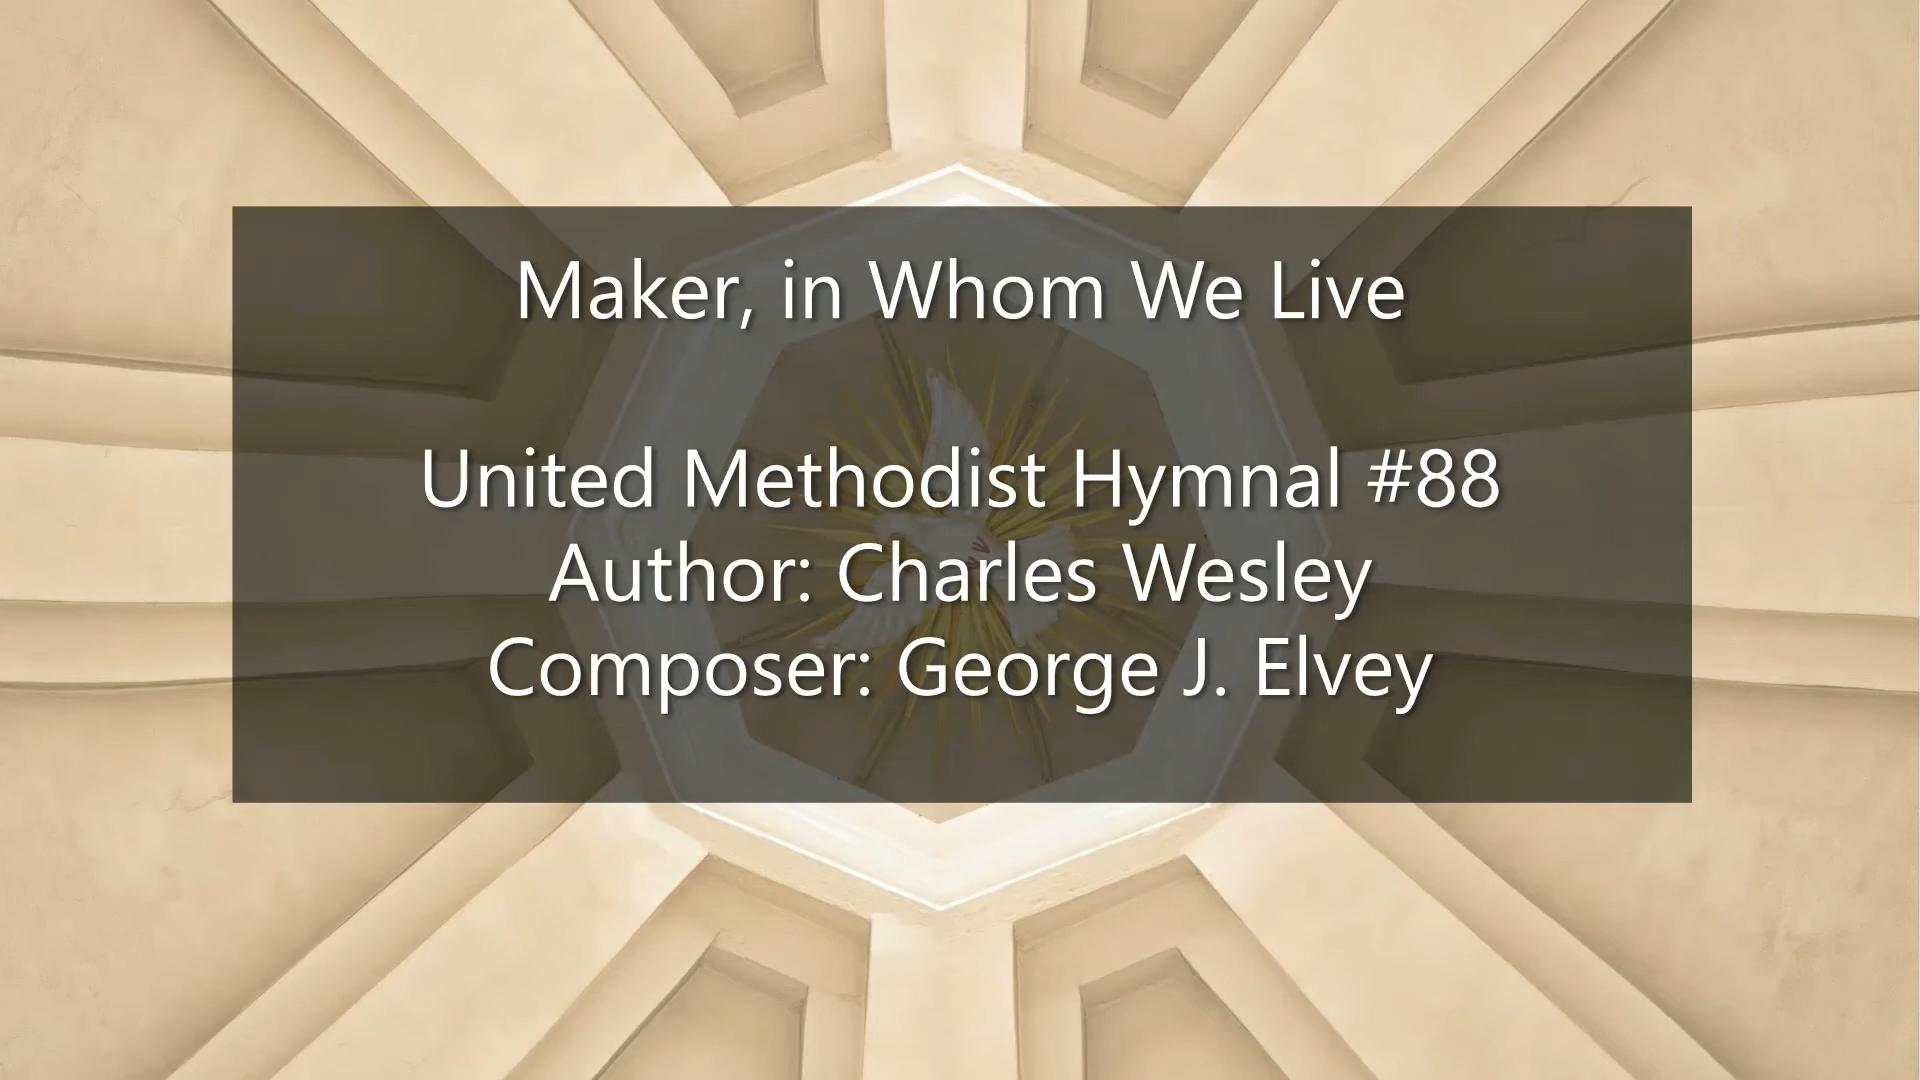 Maker, in Whom We Live
United Methodist Hymnal #88
Author: Charles Wesley
Composer: George J. Elvey